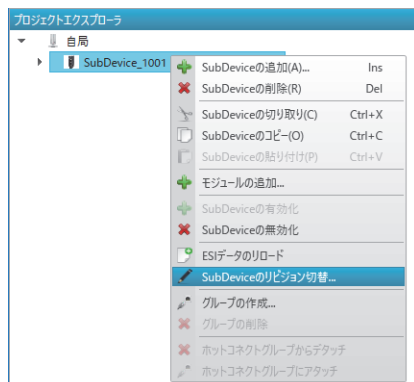 プロジェクトエクスプローラ
自局
SubDevice_1001
SubDeviceの追加(A)... Ins
SubDeviceの削除(R) Del
SubDeviceの切り取り(C) Ctrl+X
SubDeviceのコピー(O) Ctrl+C
SubDeviceの貼り付け(P) Ctrl+V
モジュールの追加...
SubDeviceの有効化
SubDeviceの無効化
ESIデータのリロード
SubDeviceのリビジョン切替...
グループの作成...
グループの削除
ホットコネクトグループからデタッチ
ホットコネクトグループにアタッチ